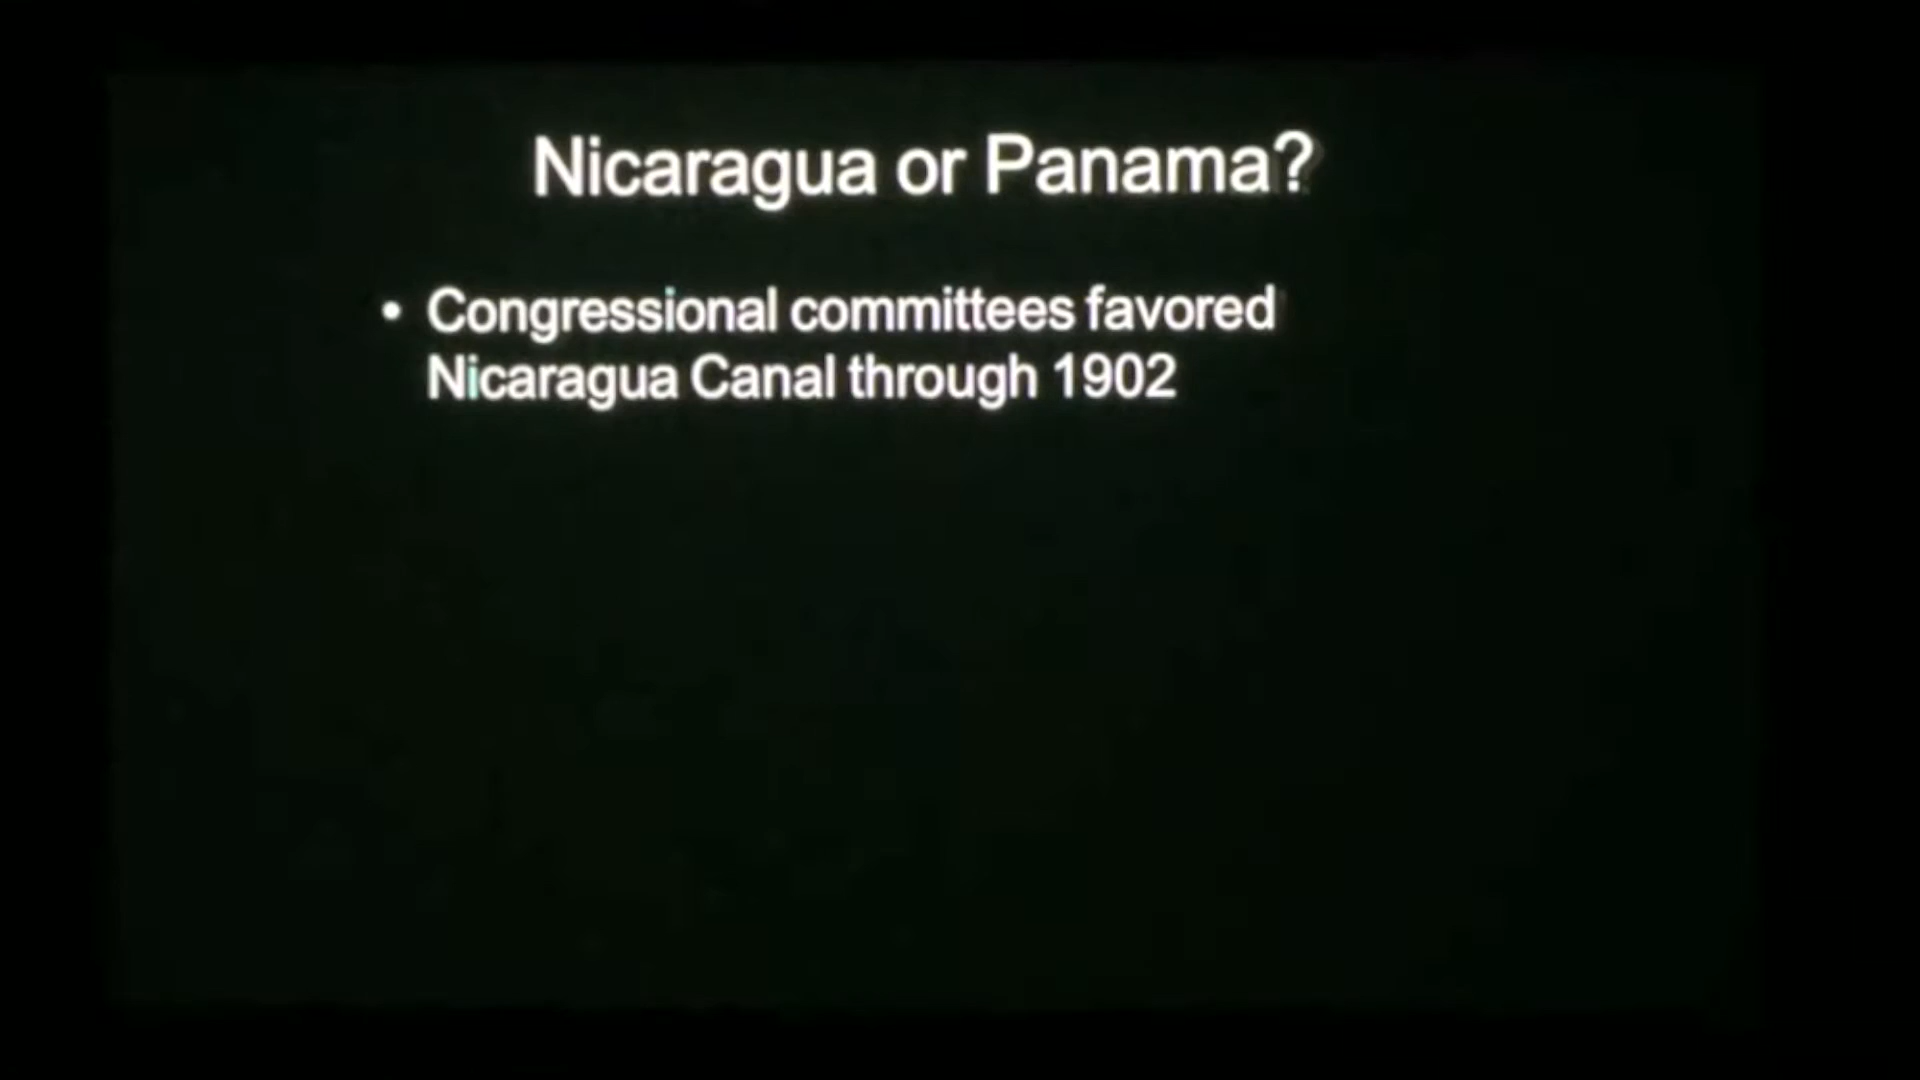 Nicaragua or Panama?
• Congressional committees favored
Nicaragua Canal through 1902